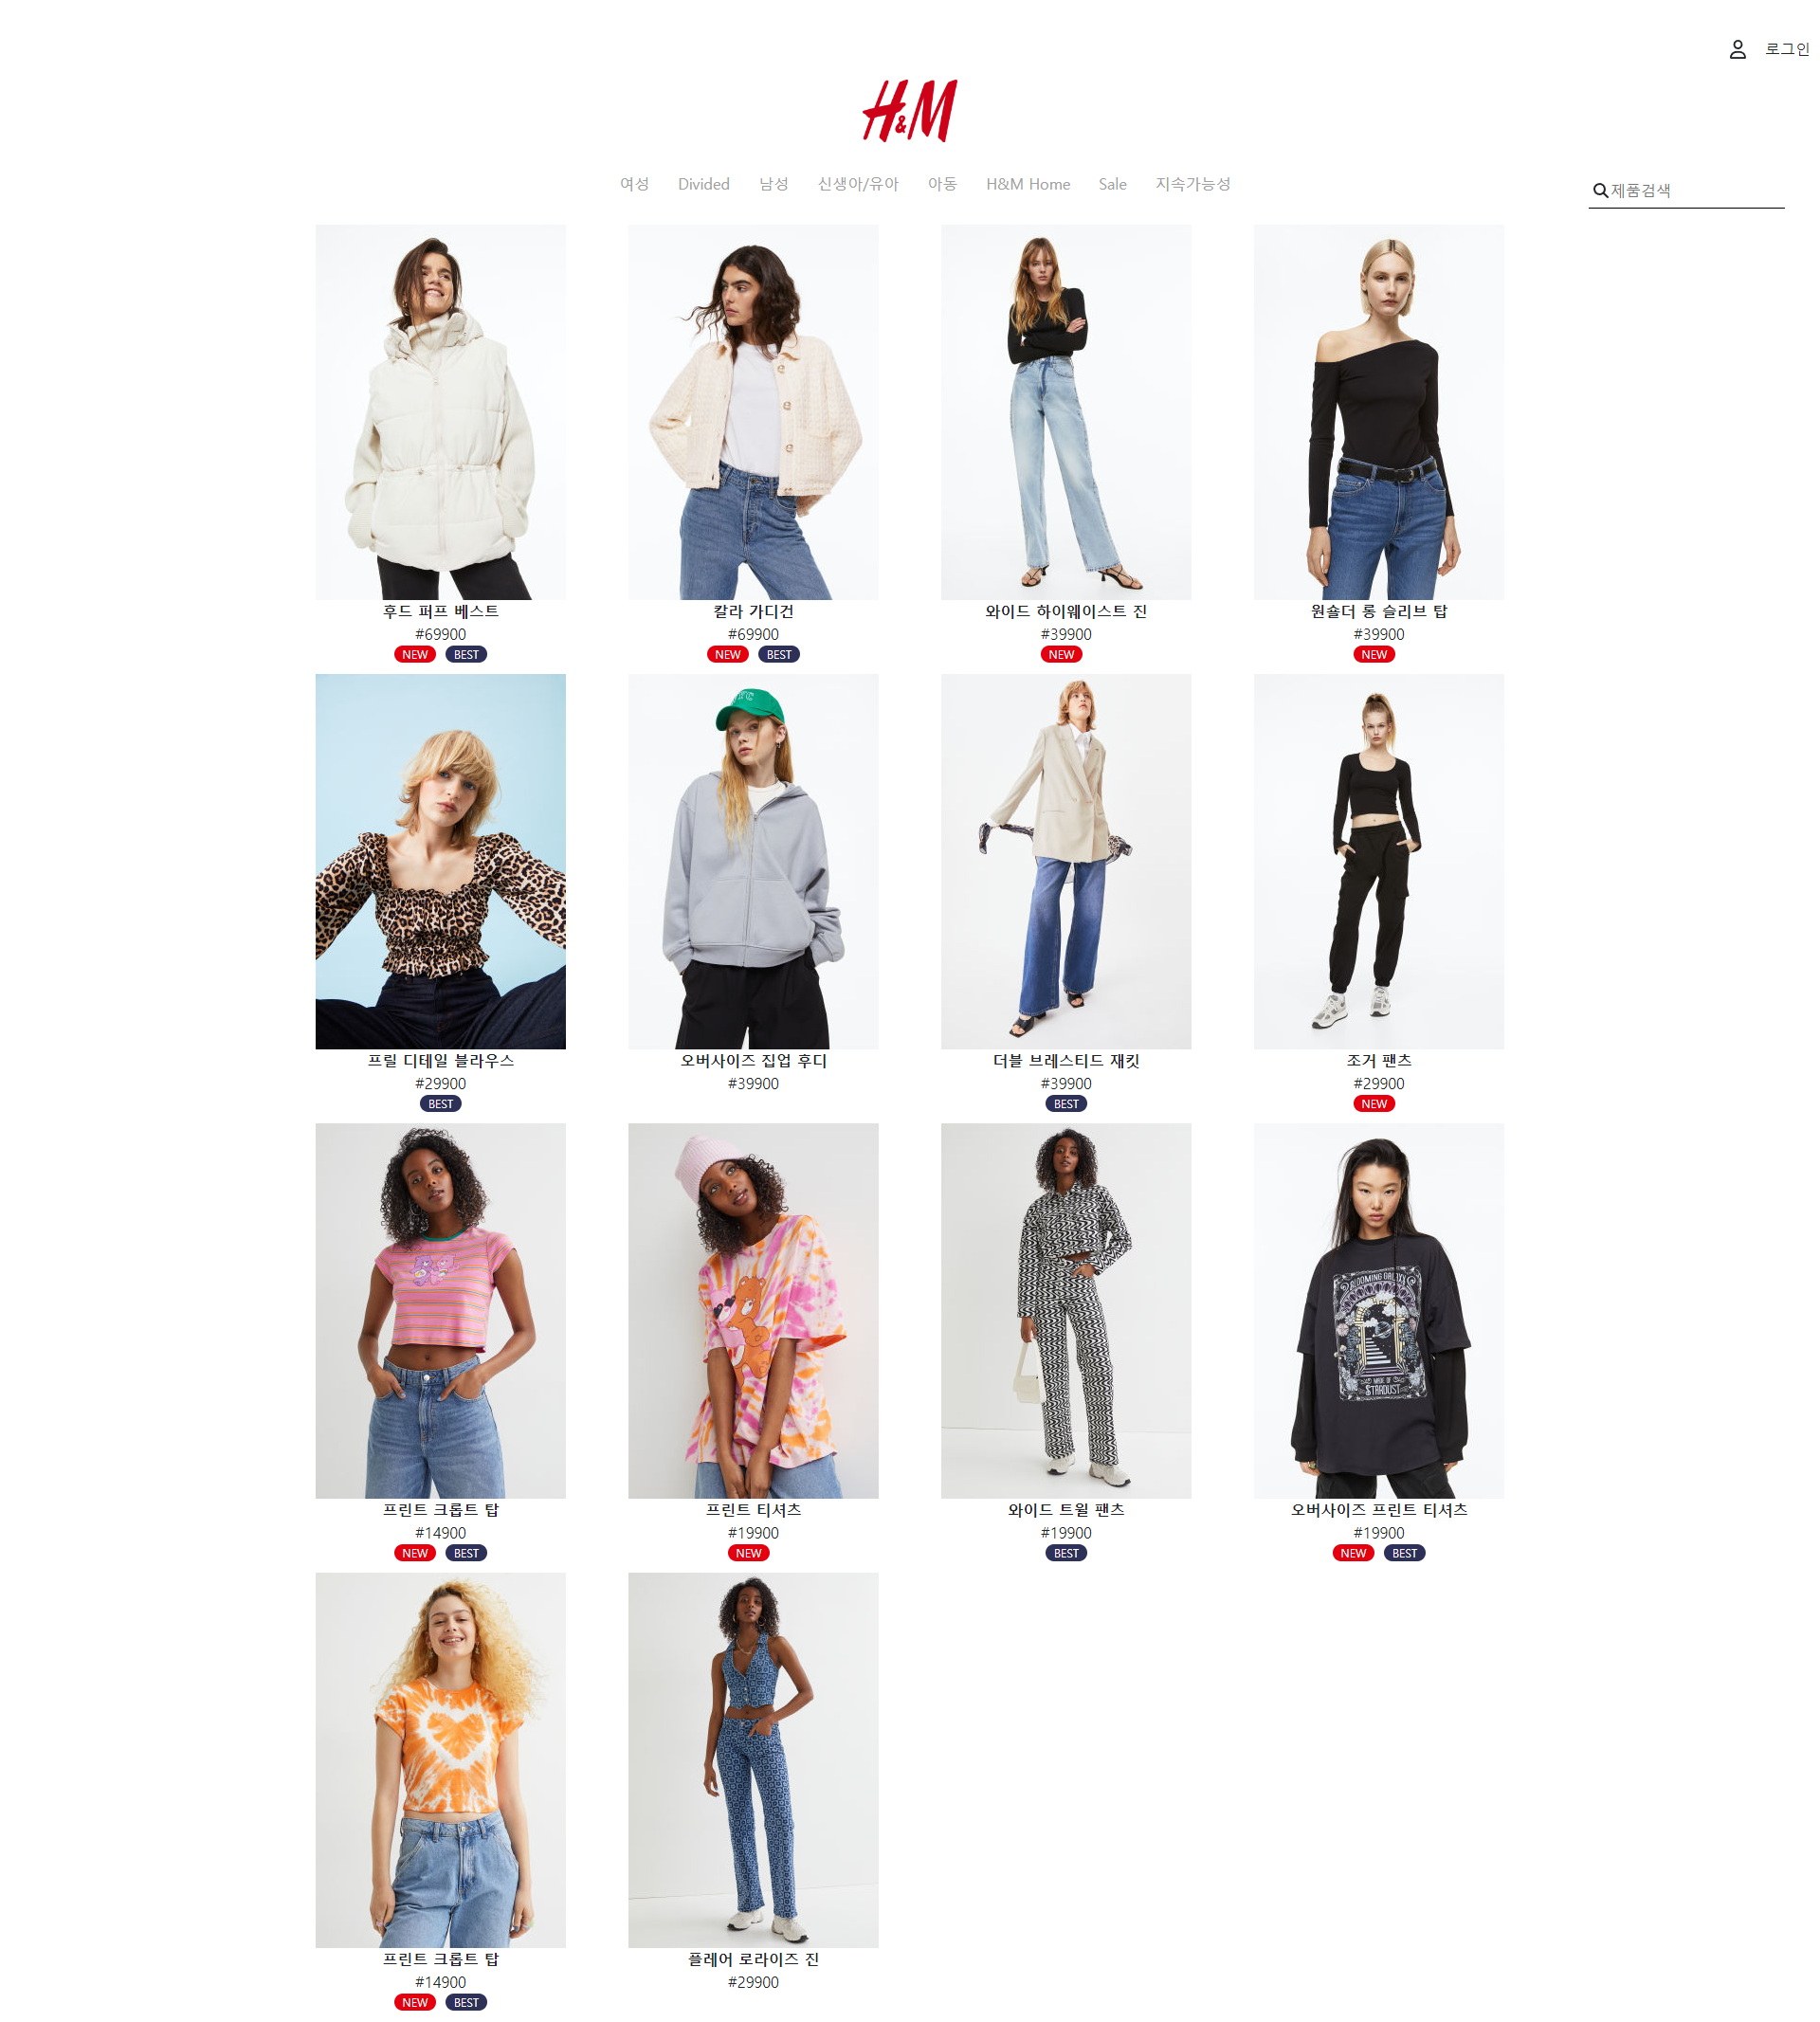 로그인
H&M
여성 Divided 남성 신생아/유아 아동 H&M Home Sale 지속가능성
제품검색
후드 퍼프 베스트
#69900
NEW BEST
칼라 가디건
#69900
NEW BEST
와이드 하이웨이스트 진
#39900
NEW
원숄더 롱 슬리브 탑
#39900
NEW
프릴 디테일 블라우스
#29900
BEST
오버사이즈 집업 후디
#39900
더블 브레스티드 재킷
#39900
BEST
조거 팬츠
#29900
NEW
프린트 크롭트 탑
#14900
NEW BEST
프린트 티셔츠
#19900
NEW
와이드 트윌 팬츠
#19900
BEST
BLOOMING GALAXY
MADE OF
STARDUST
오버사이즈 프린트 티셔츠
#19900
NEW BEST
프린트 크롭트 탑
#14900
NEW BEST
플레어 로라이즈 진
#29900